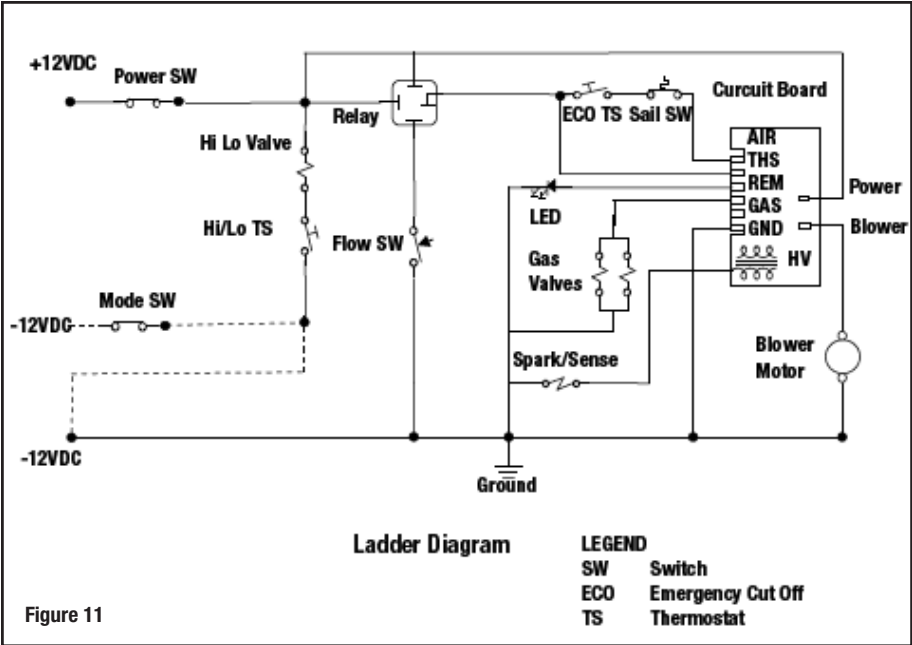 +12VDC
Power SW
Relay
ECO TS Sail SW
Curcuit Board
Hi Lo Valve
AIR
THS
REM
GAS
GND
HV
Power
Blower
LED
Hi/Lo TS
Flow SW
Gas
Valves
Mode SW
-12VDC
Spark/Sense
Blower
Motor
-12VDC
Ground
Ladder Diagram
LEGEND
SW Switch
ECO Emergency Cut Off
TS Thermostat
Figure 11